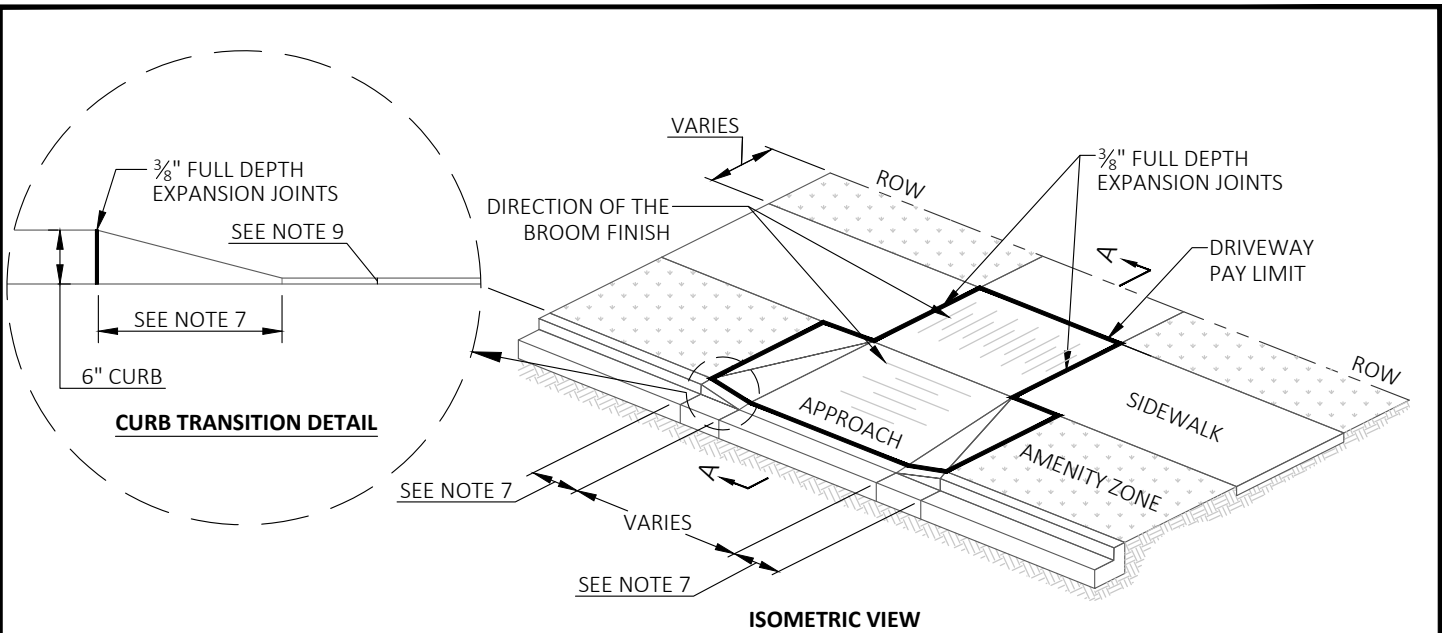 ⅜" FULL DEPTH
EXPANSION JOINTS
SEE NOTE 9
SEE NOTE 7
6" CURB
CURB TRANSITION DETAIL
VARIES
DIRECTION OF THE
BROOM FINISH
ROW
⅜" FULL DEPTH
EXPANSION JOINTS
A
DRIVEWAY
PAY LIMIT
ROW
SIDEWALK
APPROACH
AMENITY ZONE
A
SEE NOTE 7
VARIES
SEE NOTE 7
ISOMETRIC VIEW